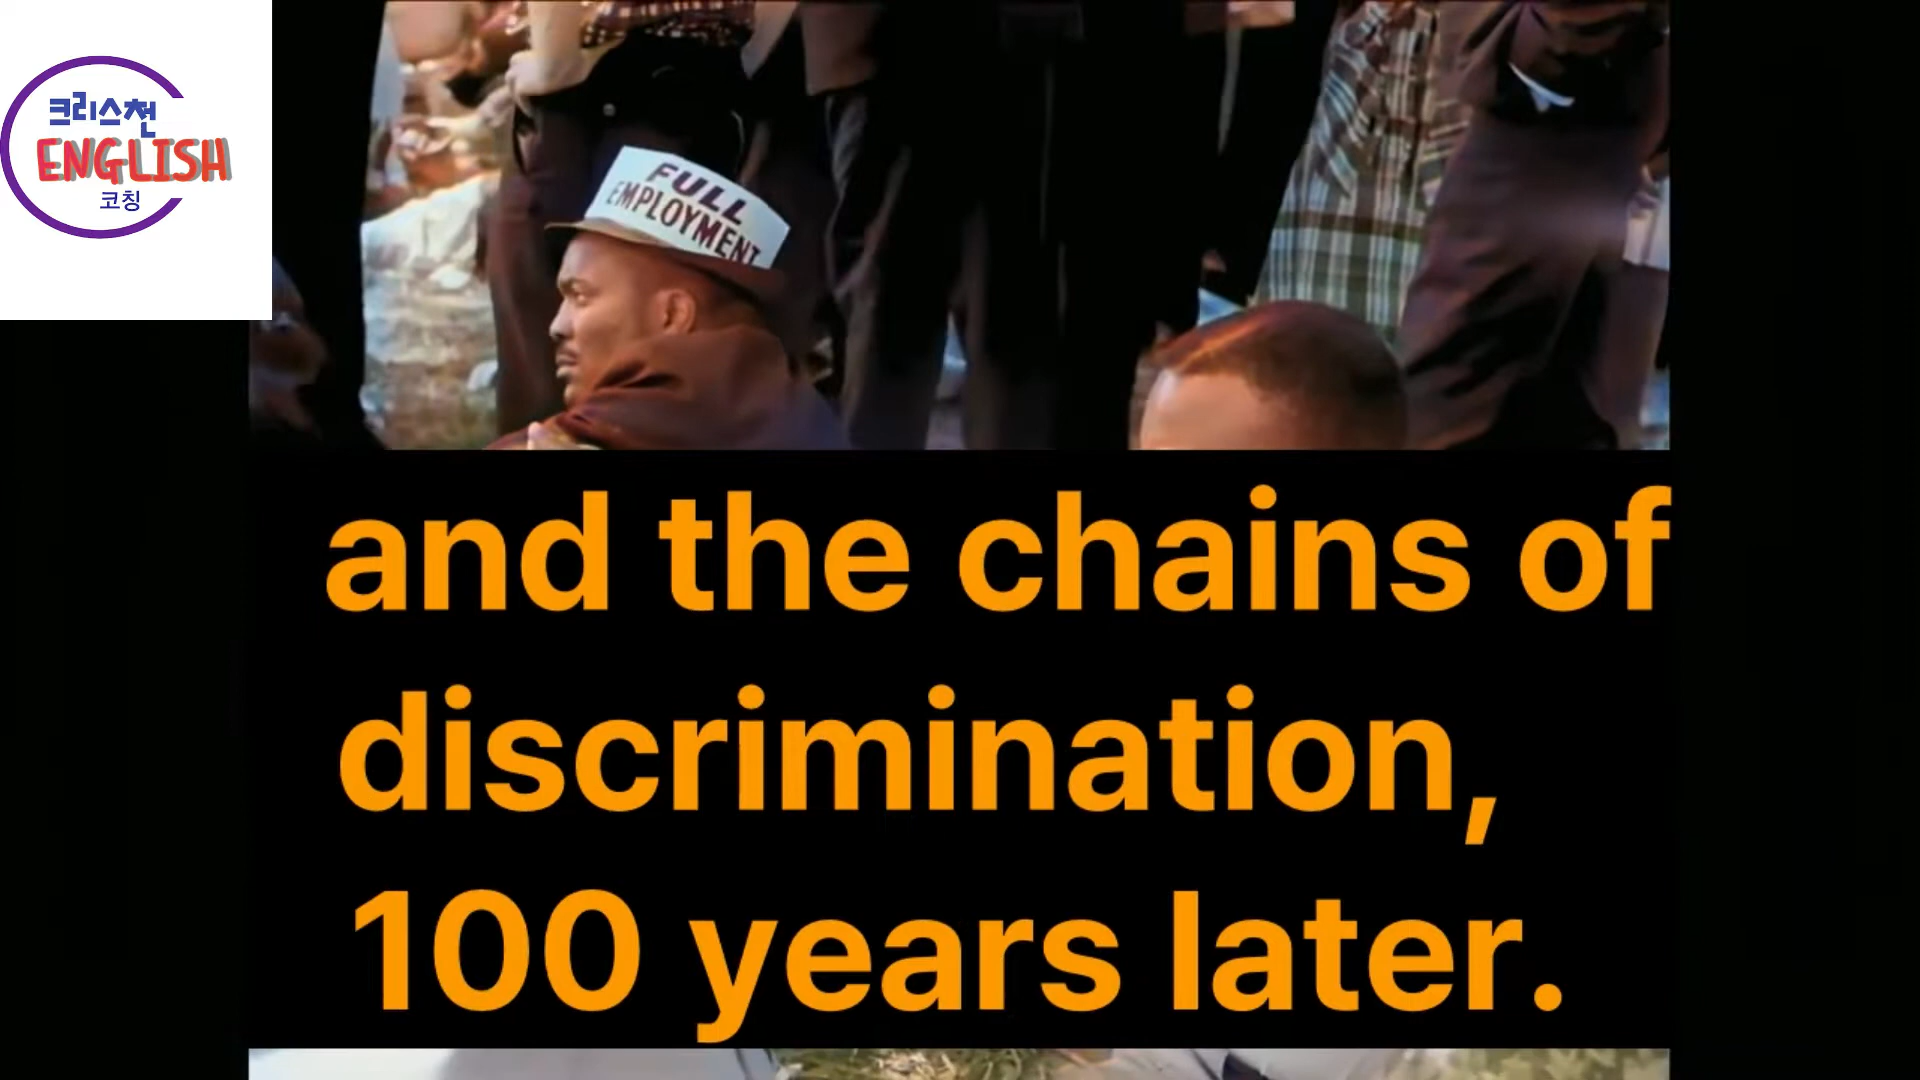 크리스천
ENGLISH
코칭
FULL
EMPLOYMENT
and the chains of
discrimination,
100 years later.